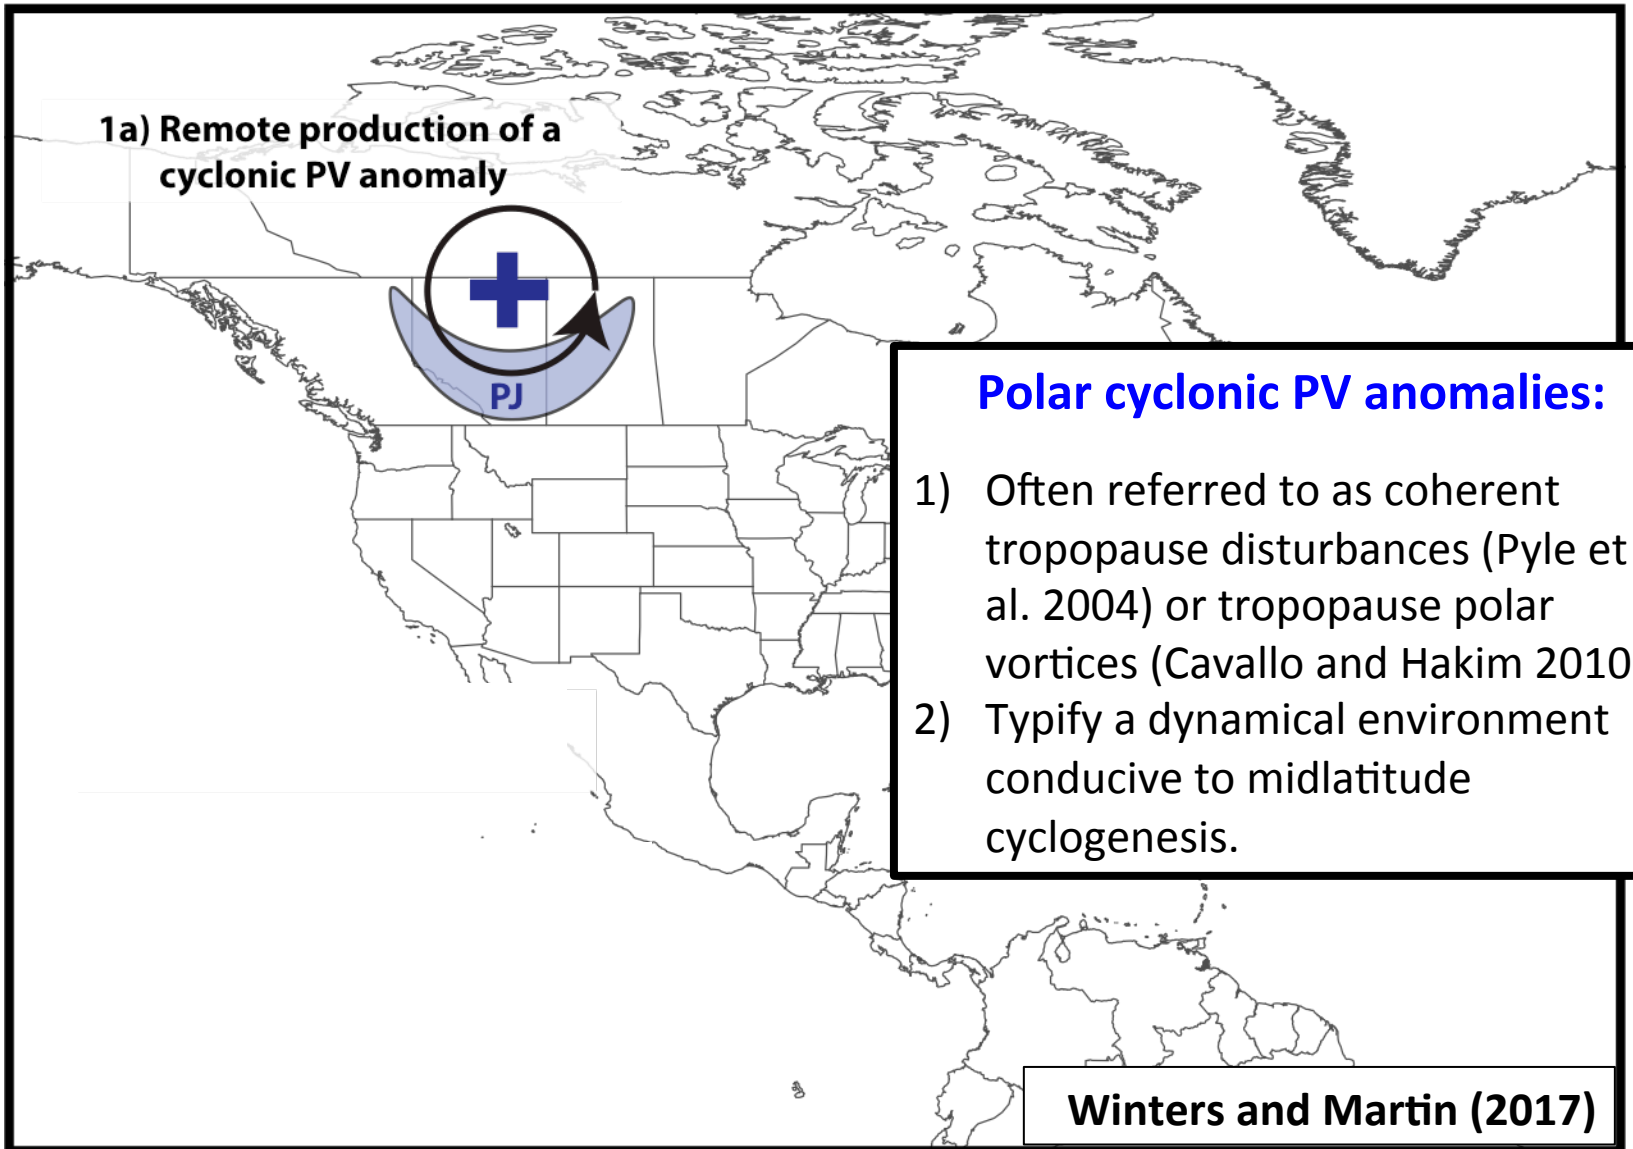 1a) Remote production of a
cyclonic PV anomaly
PJ
Polar cyclonic PV anomalies:
1) Often referred to as coherent
tropopause disturbances (Pyle et
al. 2004) or tropopause polar
vortices (Cavallo and Hakim 2010
2) Typify a dynamical environment
conducive to midlatitude
cyclogenesis.
Winters and Martin (2017)